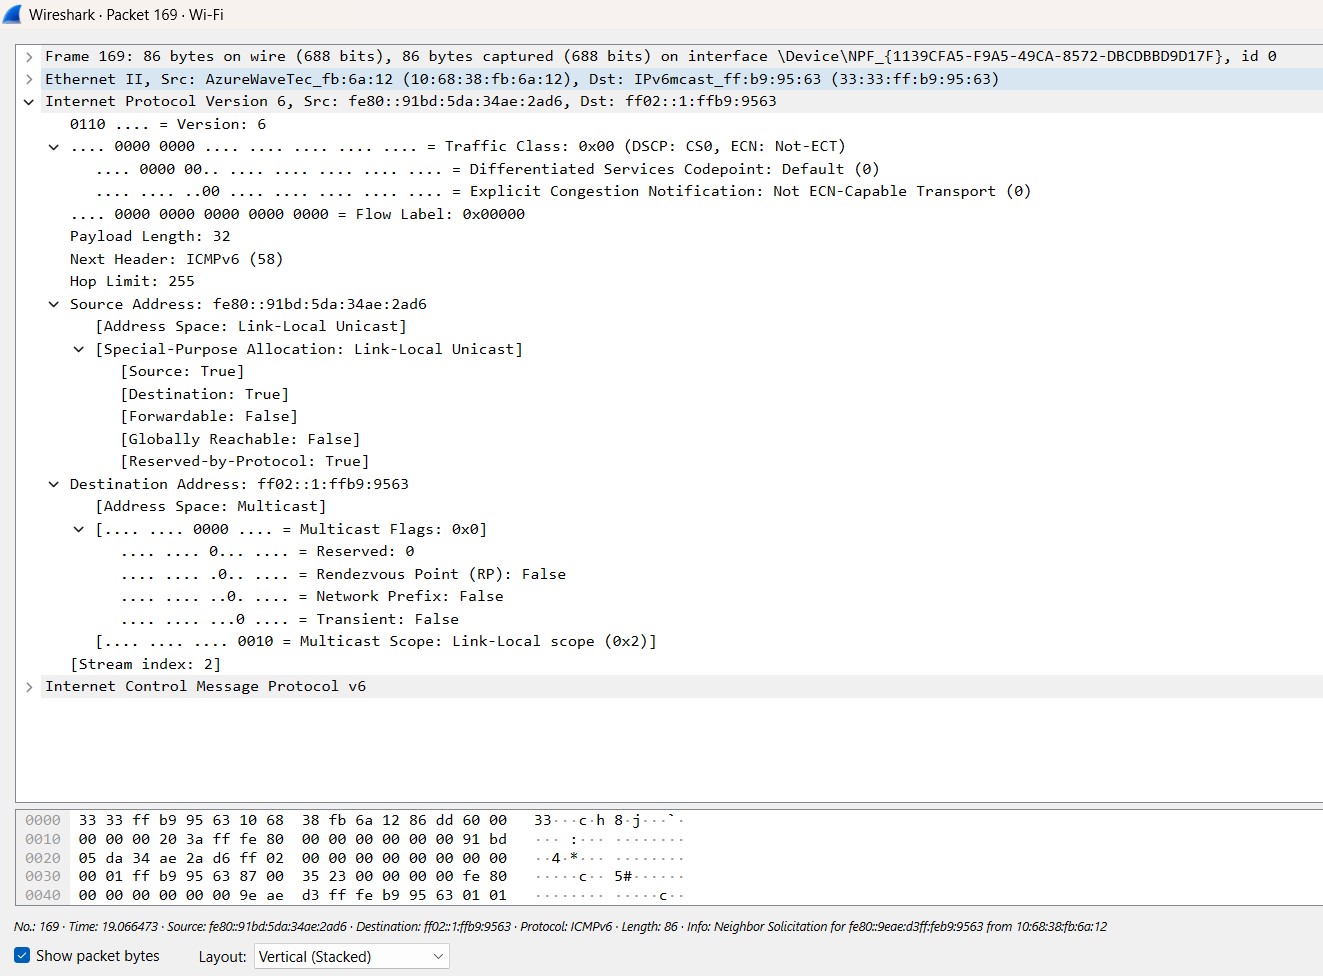 Wireshark · Packet 169 · Wi-Fi
Frame 169: 86 bytes on wire (688 bits), 86 bytes captured (688 bits) on interface \Device\NPF_{1139CFA5-F9A5-49CA-8572-DBCDBBD9D17F}, id 0
Ethernet II, Src: AzureWaveTec_fb:6a:12 (10:68:38:fb:6a:12), Dst: IPv6mcast_ff:b9:95:63 (33:33:ff:b9:95:63)
Internet Protocol Version 6, Src: fe80::91bd:5da:34ae:2ad6, Dst: ff02::1:ffb9:9563
0110 .... = Version: 6
.... 0000 0000 .... .... .... .... .... = Traffic Class: 0x00 (DSCP: CS0, ECN: Not-ECT)
.... 0000 00.. .... .... .... .... .... = Differentiated Services Codepoint: Default (0)
.... .... ..00 .... .... .... .... .... = Explicit Congestion Notification: Not ECN-Capable Transport (0)
.... 0000 0000 0000 0000 0000 = Flow Label: 0x00000
Payload Length: 32
Next Header: ICMPv6 (58)
Hop Limit: 255
Source Address: fe80::91bd:5da:34ae:2ad6
[Address Space: Link-Local Unicast]
[Special-Purpose Allocation: Link-Local Unicast]
[Source: True]
[Destination: True]
[Forwardable: False]
[Globally Reachable: False]
[Reserved-by-Protocol: True]
Destination Address: ff02::1:ffb9:9563
[Address Space: Multicast]
[.... .... 0000 .... = Multicast Flags: 0x0]
.... .... 0... .... = Reserved: 0
.... .... .0.. .... = Rendezvous Point (RP): False
.... .... ..0. .... = Network Prefix: False
.... .... ...0 .... = Transient: False
[.... .... .... 0010 = Multicast Scope: Link-Local scope (0x2)]
[Stream index: 2]
Internet Control Message Protocol v6
0000 33 33 ff b9 95 63 10 68 38 fb 6a 12 86 dd 60 00 33···c·h 8·j···`·
0010 00 00 00 20 3a ff fe 80 00 00 00 00 00 00 91 bd ··· :··· ········
0020 05 da 34 ae 2a d6 ff 02 00 00 00 00 00 00 00 00 ··4·*··· ········
0030 00 01 ff b9 95 63 87 00 35 23 00 00 00 00 fe 80 ·····c·· 5#······
0040 00 00 00 00 00 00 9e ae d3 ff fe b9 95 63 01 01 ········ ·····c··
No.: 169 · Time: 19.066473 · Source: fe80::91bd:5da:34ae:2ad6 · Destination: ff02::1:ffb9:9563 · Protocol: ICMPv6 · Length: 86 · Info: Neighbor Solicitation for fe80::9eae:d3ff:feb9:9563 from 10:68:38:fb:6a:12
Show packet bytes Layout: Vertical (Stacked)